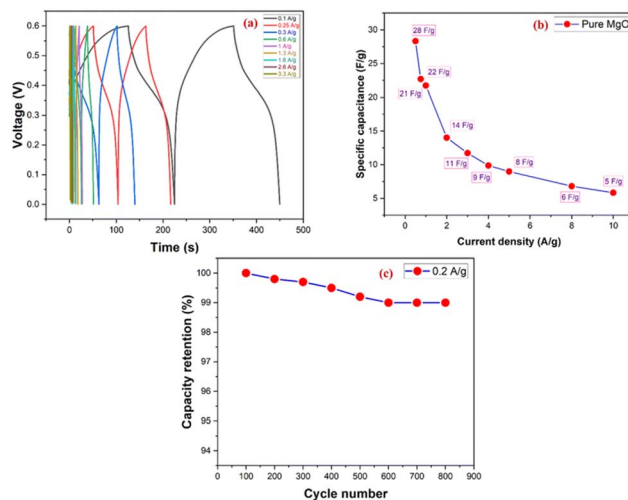 (a)
0.1 A/g
0.25 A/g
0.3 A/g
0.6 A/g
1 A/g
1.3 A/g
1.6 A/g
2.6 A/g
3.3 A/g
Voltage (V)
0.6
0.5
0.4
0.3
0.2
0.1
0.0
-100 0 100 200 300 400 500
Time (s)
(b)
Pure MgO
Specific capacitance (F/g)
30
25
20
15
10
5
28 F/g
22 F/g
21 F/g
14 F/g
11 F/g
9 F/g
8 F/g
6 F/g
5 F/g
0 2 4 6 8 10
Current density (A/g)
(c)
0.2 A/g
Capacity retention (%)
100
99
98
97
96
95
94
0 100 200 300 400 500 600 700 800 900
Cycle number